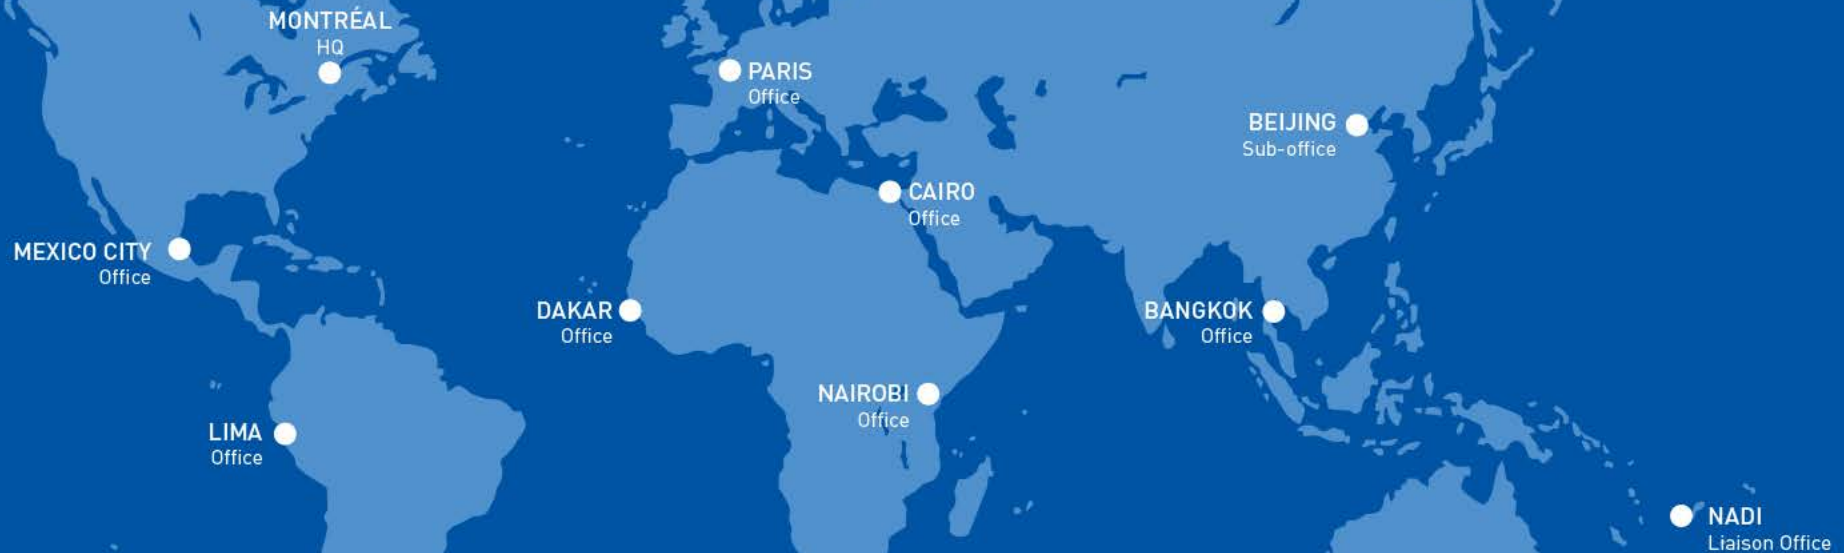 MONTRÉAL
HQ
PARIS
Office
BEIJING
Sub-office
CAIRO
Office
MEXICO CITY
Office
DAKAR
Office
BANGKOK
Office
NAIROBI
Office
LIMA
Office
NADI
Liaison Office